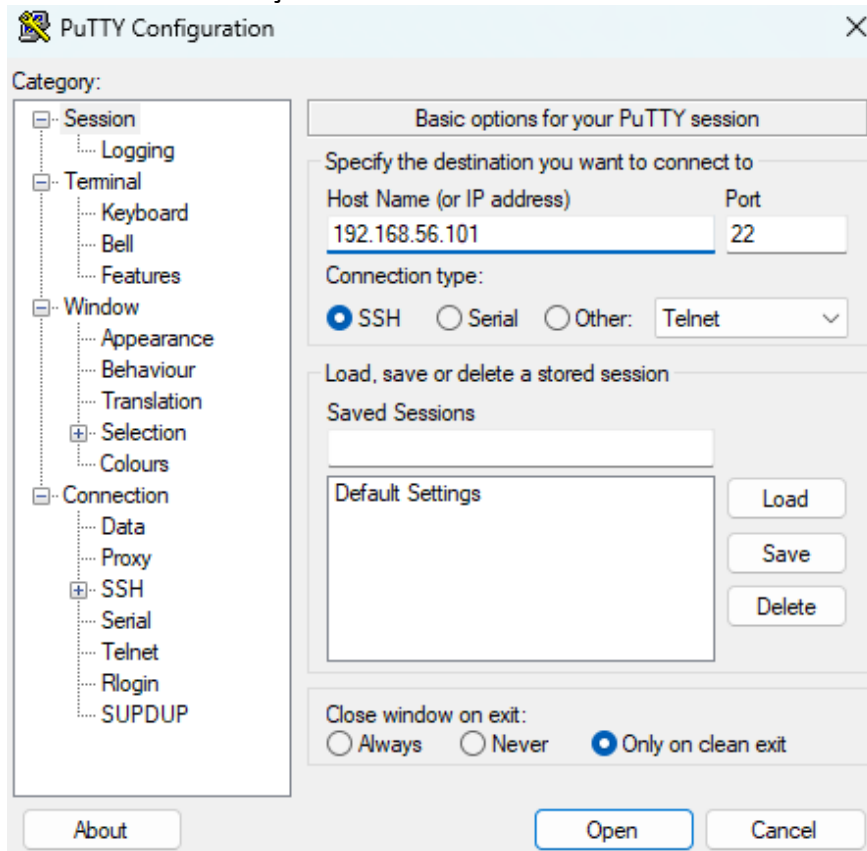 PuTTY Configuration
Category:
Session
Logging
Terminal
Keyboard
Bell
Features
Window
Appearance
Behaviour
Translation
Selection
Colours
Connection
Data
Proxy
SSH
Serial
Telnet
Rlogin
SUPDUP
Basic options for your PuTTY session
Specify the destination you want to connect to
Host Name (or IP address) Port
192.168.56.101 22
Connection type:
SSH Serial Other: Telnet
Load, save or delete a stored session
Saved Sessions
Default Settings
Load
Save
Delete
Close window on exit:
Always Never Only on clean exit
About Open Cancel